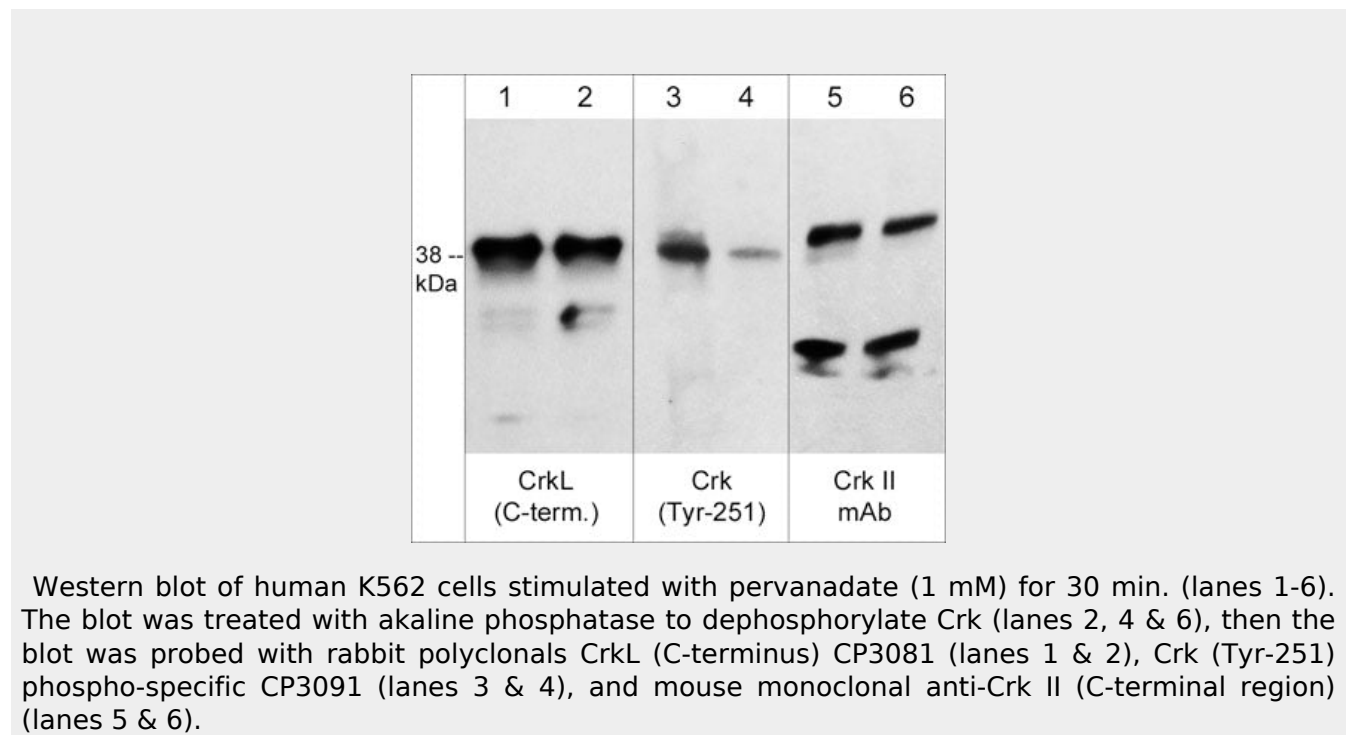 1 2 3 4 5 6
38 --
kDa
CrkL Crk Crk II
(C-term.) (Tyr-251) mAb
Western blot of human K562 cells stimulated with pervanadate (1 mM) for 30 min. (lanes 1-6).
The blot was treated with akaline phosphatase to dephosphorylate Crk (lanes 2, 4 & 6), then the
blot was probed with rabbit polyclonals CrkL (C-terminus) CP3081 (lanes 1 & 2), Crk (Tyr-251)
phospho-specific CP3091 (lanes 3 & 4), and mouse monoclonal anti-Crk II (C-terminal region)
(lanes 5 & 6).